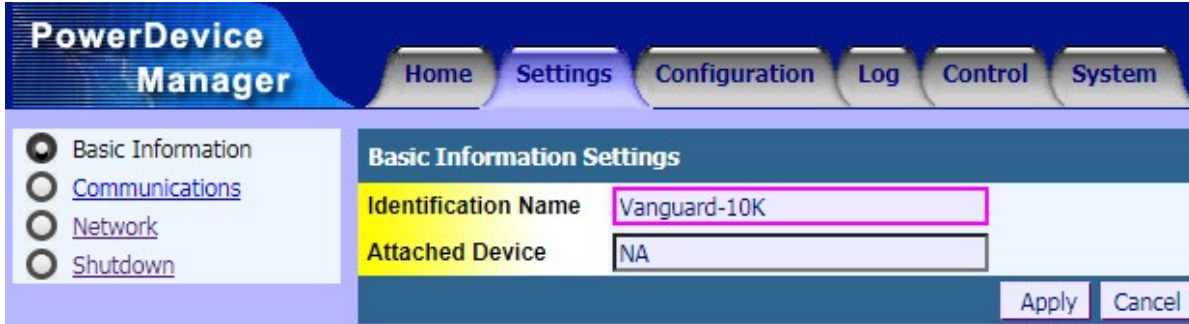 PowerDevice
Manager
Home Settings Configuration Log Control System
Basic Information
Communications
Network
Shutdown
Basic Information Settings
Identification Name Vanguard-10K
Attached Device NA
Apply Cancel